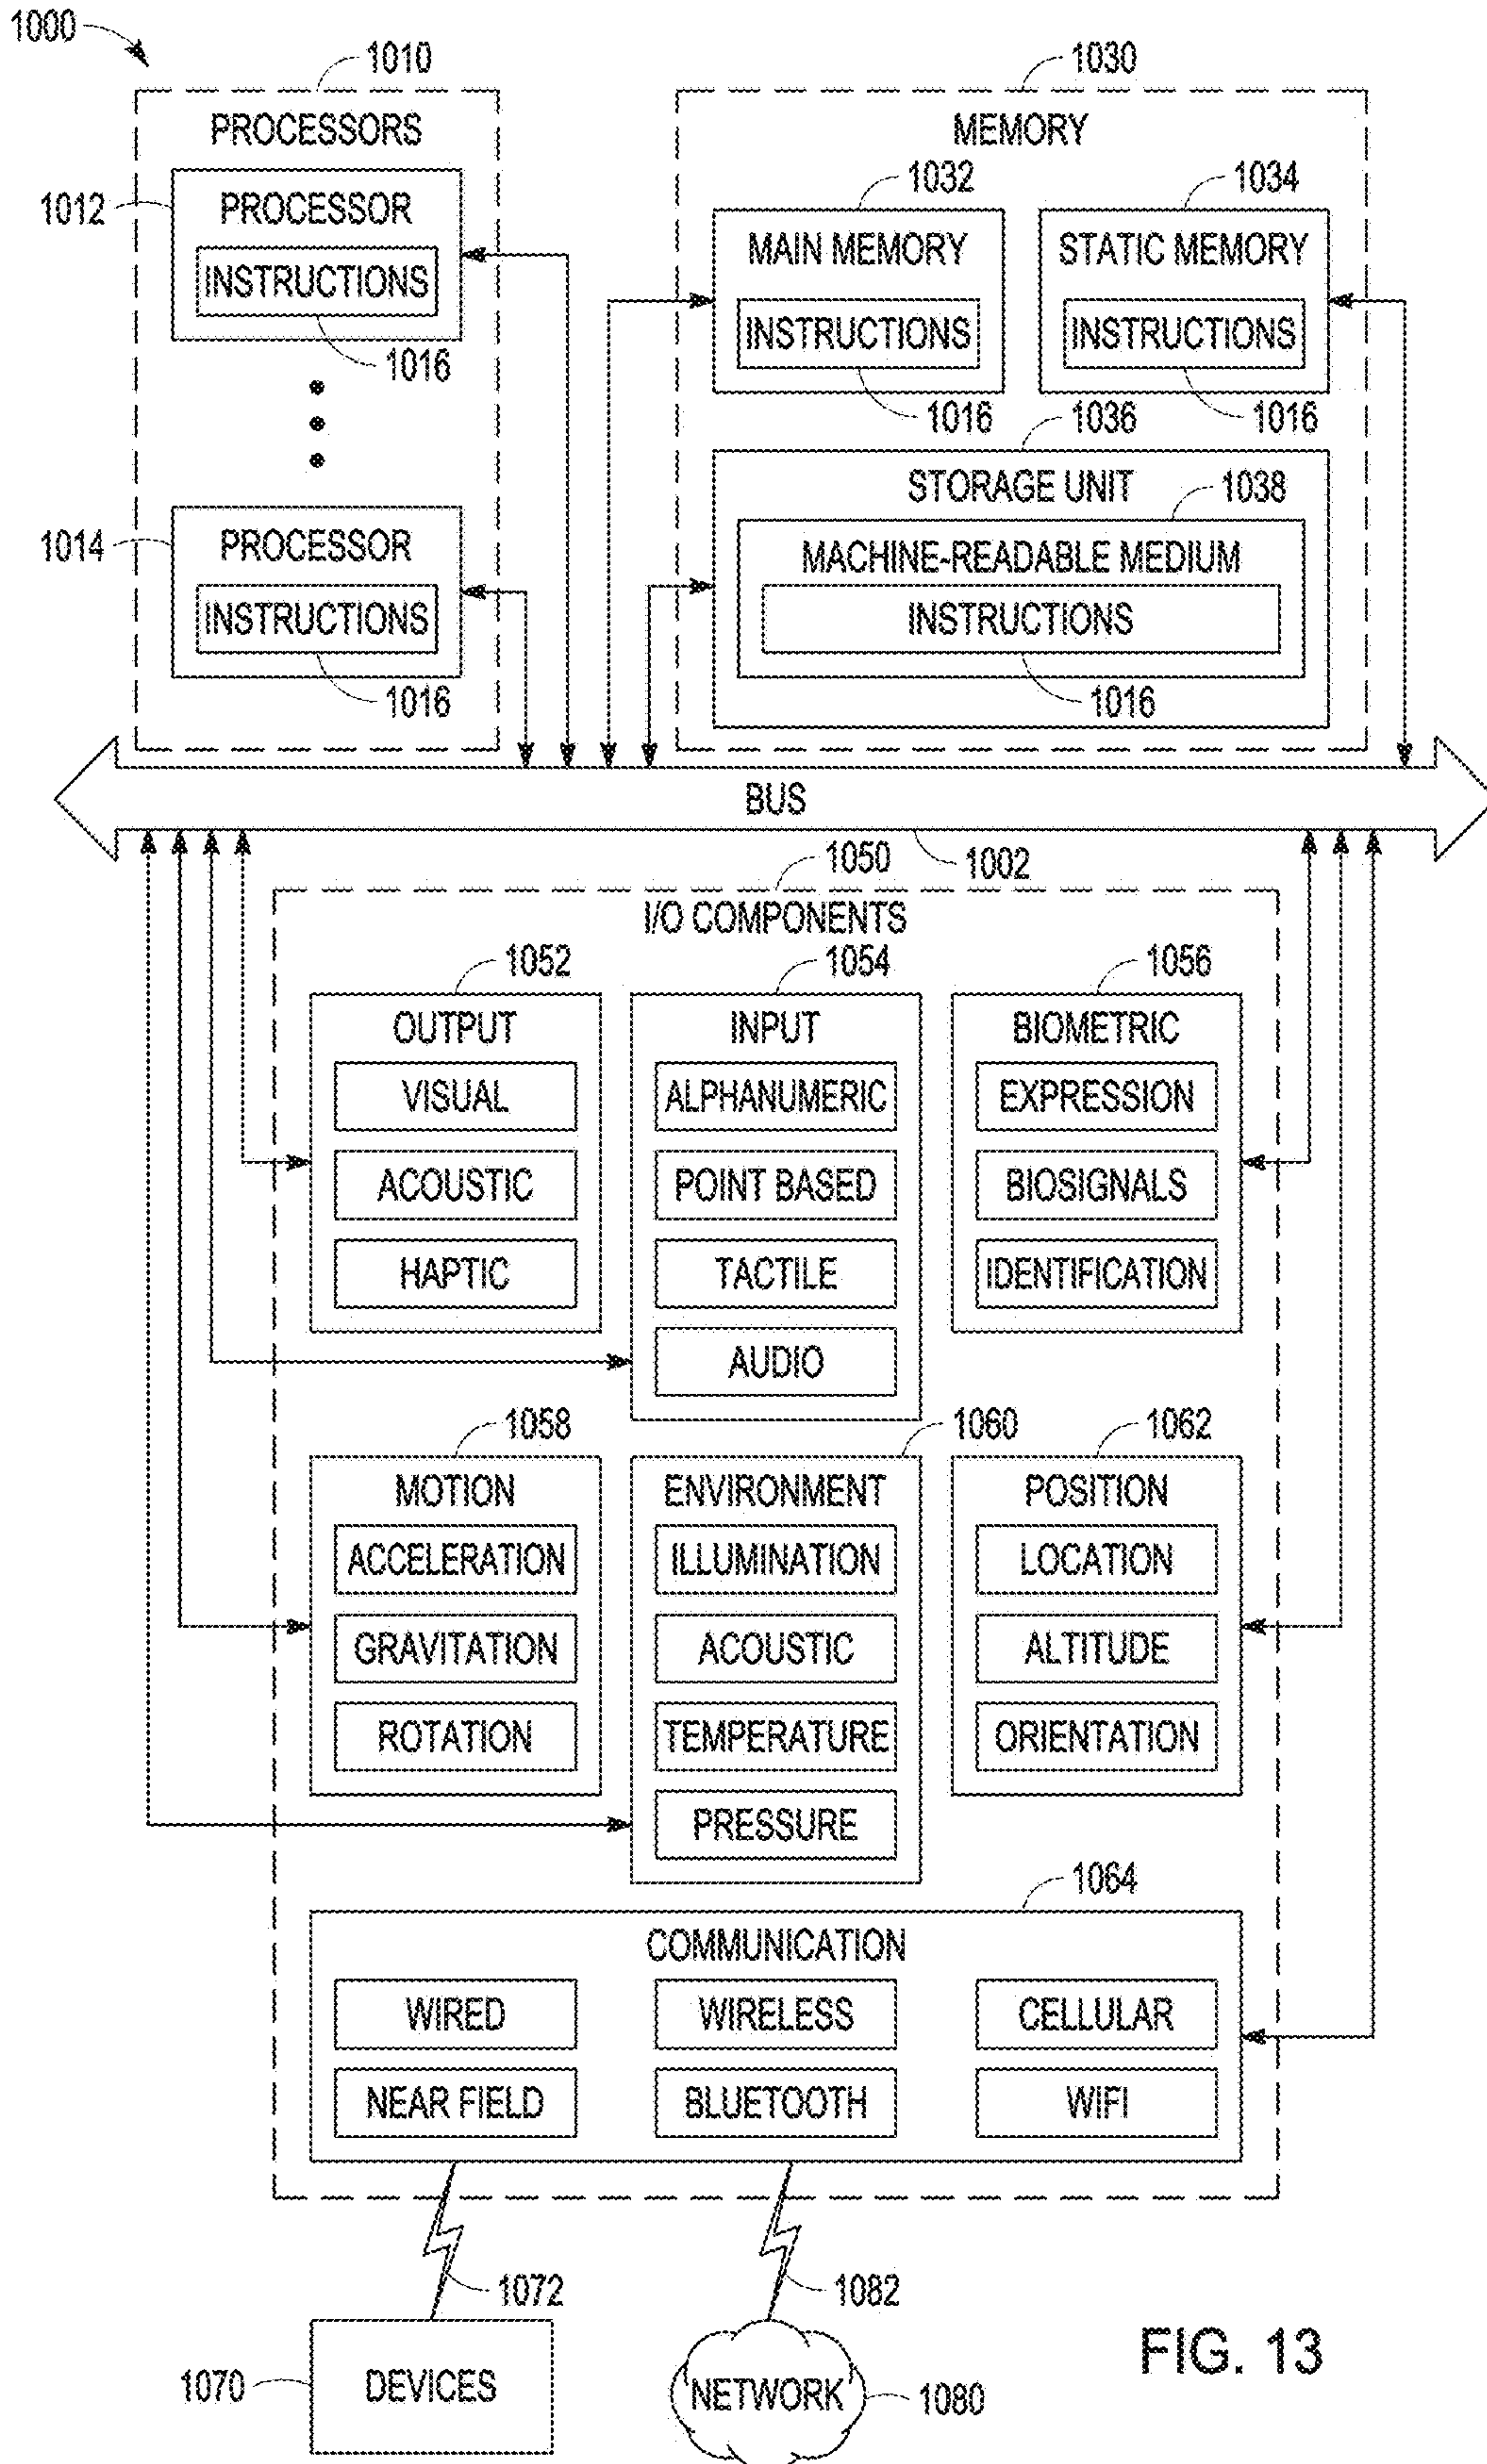 1000
1010
1030
PROCESSORS
MEMORY
1012
PROCESSOR
INSTRUCTIONS
1016
1032
1034
MAIN MEMORY
STATIC MEMORY
INSTRUCTIONS
INSTRUCTIONS
1016
1016
1036
1014
PROCESSOR
INSTRUCTIONS
1016
STORAGE UNIT
1038
MACHINE-READABLE MEDIUM
INSTRUCTIONS
1016
BUS
1002
1050
I/O COMPONENTS
1052
1054
1056
OUTPUT
VISUAL
ACOUSTIC
HAPTIC
INPUT
ALPHANUMERIC
POINT BASED
TACTILE
AUDIO
BIOMETRIC
EXPRESSION
BIOSIGNALS
IDENTIFICATION
1058
1060
1062
MOTION
ACCELERATION
GRAVITATION
ROTATION
ENVIRONMENT
ILLUMINATION
ACOUSTIC
TEMPERATURE
PRESSURE
POSITION
LOCATION
ALTITUDE
ORIENTATION
1064
COMMUNICATION
WIRED
WIRELESS
CELLULAR
NEAR FIELD
BLUETOOTH
WIFI
1072
1082
1070
DEVICES
NETWORK
1080
FIG. 13